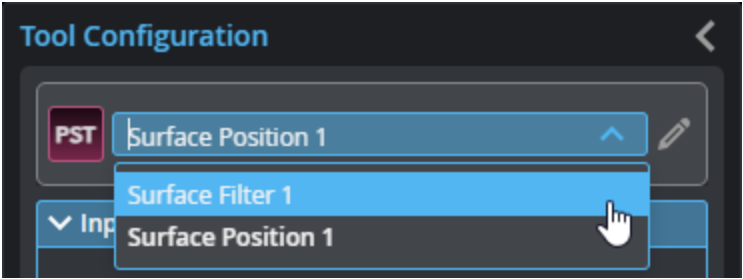 Tool Configuration
PST Surface Position 1
Surface Filter 1
Inp
Surface Position 1